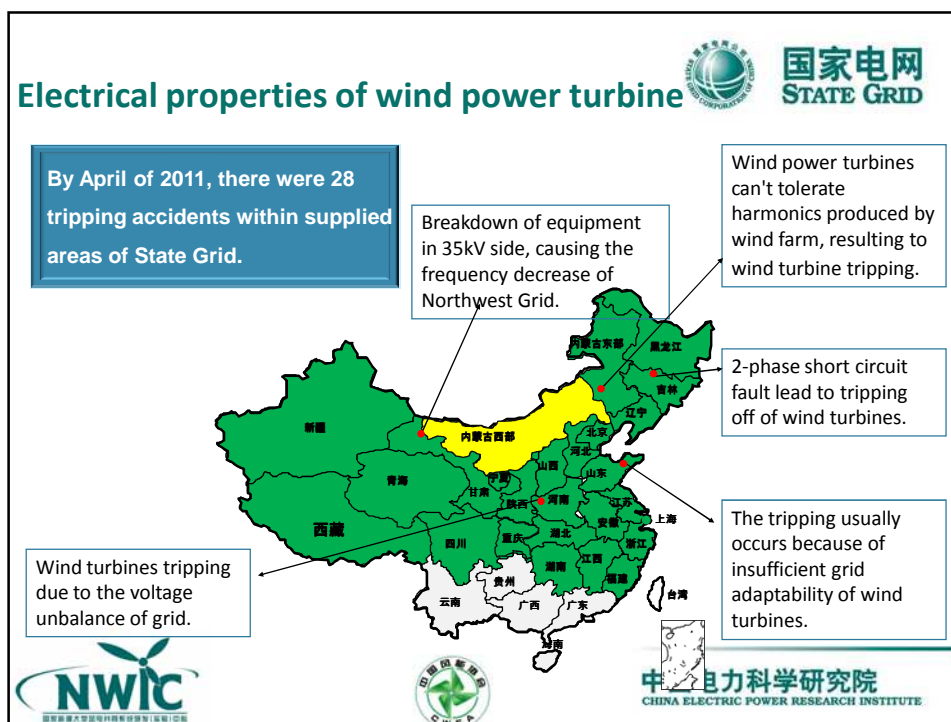 Electrical properties of wind power turbine
国家电网
STATE GRID
By April of 2011, there were 28
tripping accidents within supplied
areas of State Grid.
Breakdown of equipment
in 35kV side, causing the
frequency decrease of
Northwest Grid.
Wind power turbines
can't tolerate
harmonics produced by
wind farm, resulting to
wind turbine tripping.
2-phase short circuit
fault lead to tripping
off of wind turbines.
The tripping usually
occurs because of
insufficient grid
adaptability of wind
turbines.
Wind turbines tripping
due to the voltage
unbalance of grid.
内蒙古东部
黑龙江
吉林
辽宁
新疆
内蒙古西部
北京
河北
山西
山东
青海
宁夏
甘肃
陕西
河南
江苏
西藏
安徽
上海
四川
重庆
湖北
浙江
湖南
江西
福建
贵州
云南
广西
广东
台湾
海南
NWIC
中国风能协会
CWEA
电力科学研究院
CHINA ELECTRIC POWER RESEARCH INSTITUTE